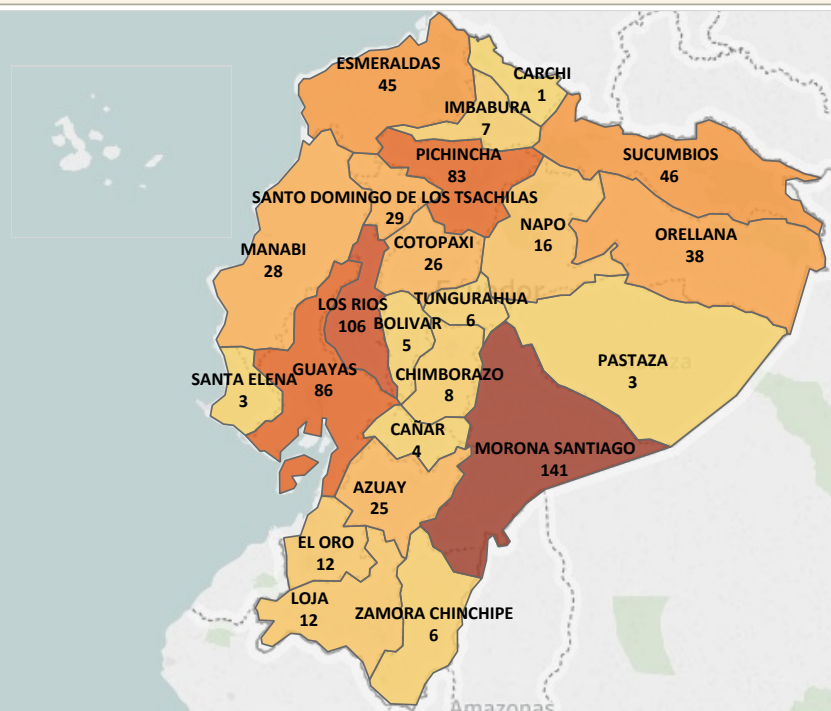 ESMERALDAS
45
CARCHI
1
IMBABURA
7
PICHINCHA
83
SUCUMBIOS
46
SANTO DOMINGO DE LOS TSACHILAS
29
NAPO
16
ORELLANA
38
MANABI
28
COTOPAXI
26
TUNGURAHUA
6
LOS RIOS
106
BOLIVAR
5
PASTAZA
3
SANTA ELENA
3
GUAYAS
86
CHIMBORAZO
8
CAÑAR
4
MORONA SANTIAGO
141
AZUAY
25
EL ORO
12
LOJA
12
ZAMORA CHINCHIPE
6
Amazonas